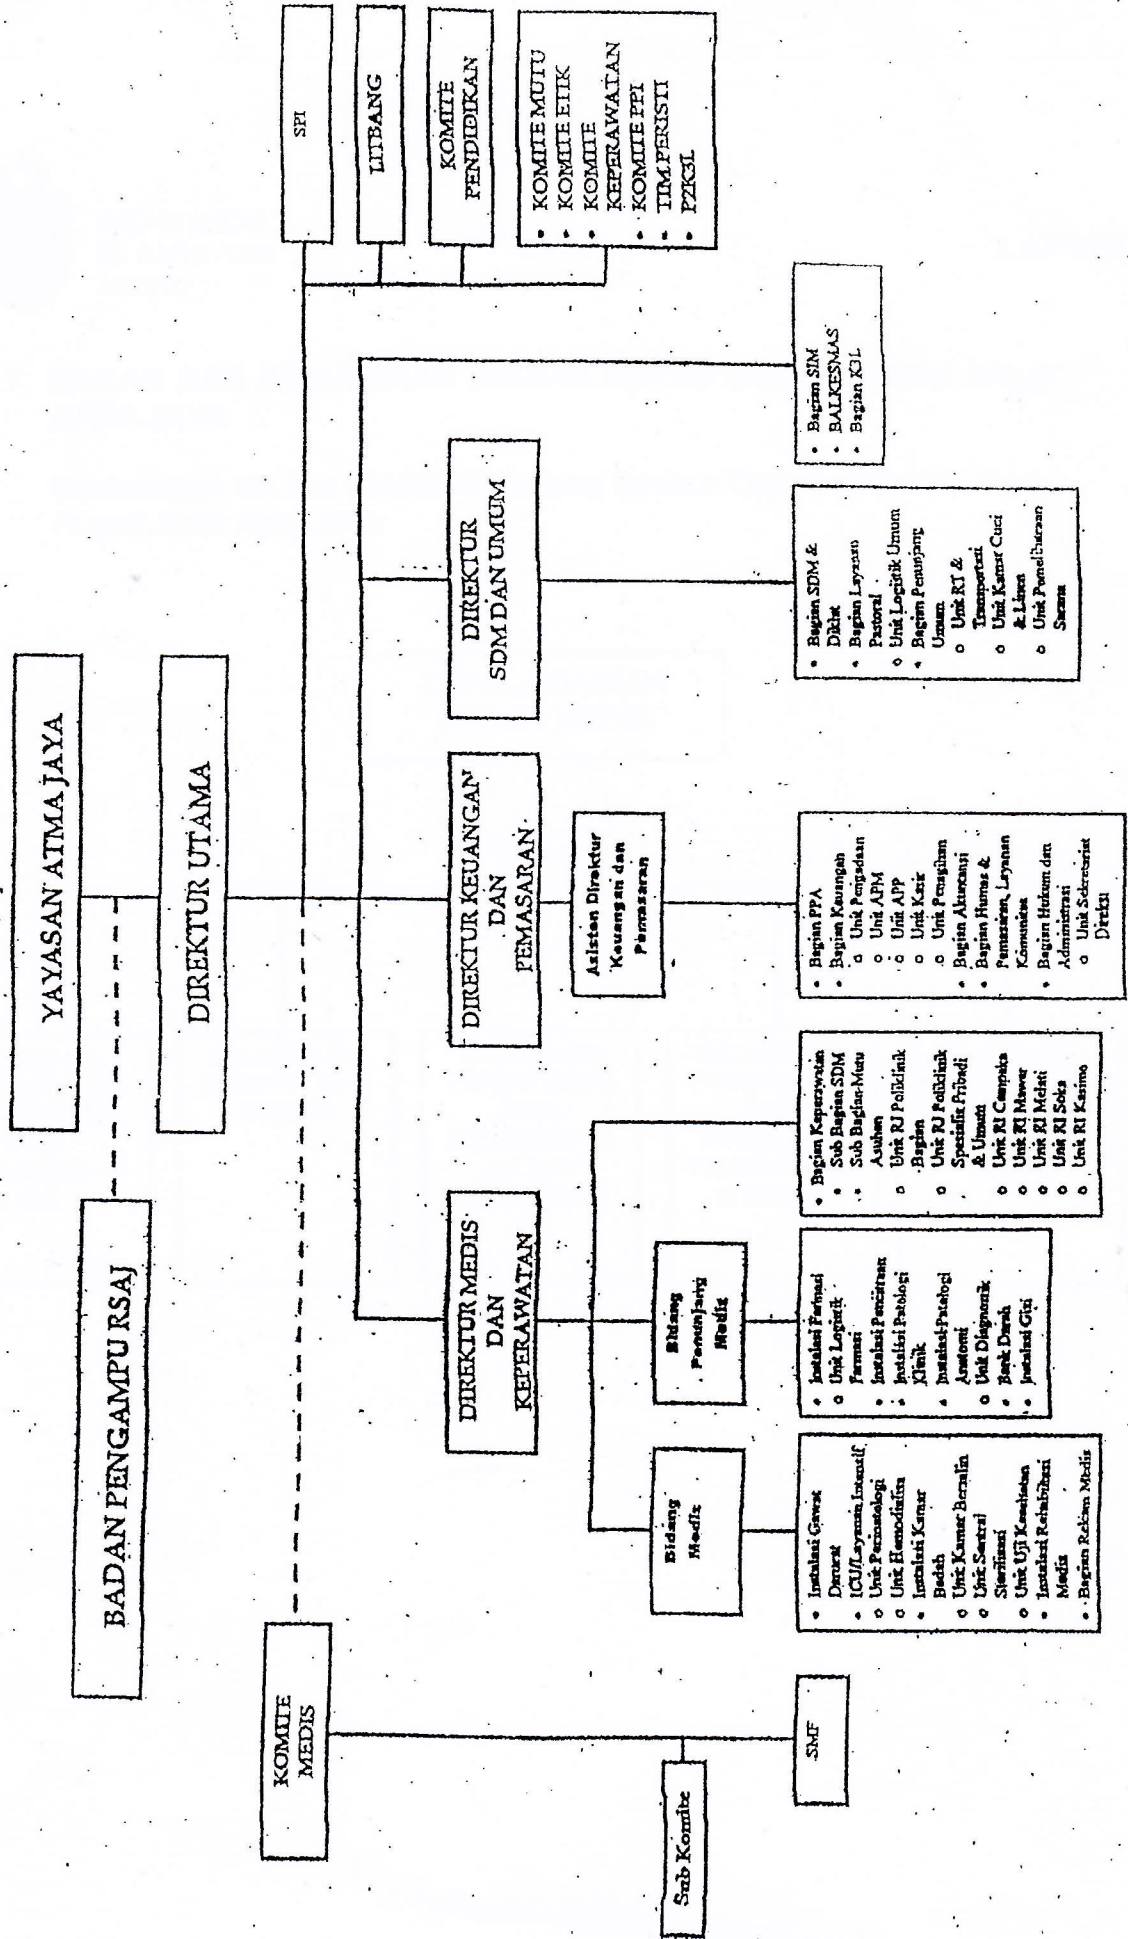 YAYASAN ATMA JAYA
BADAN PENGAMPU RSAJ
DIREKTUR UTAMA
KOMITE
MEDIS
SPI
LITBANG
KOMITE
PENDIDIKAN
• KOMITE MUTU
• KOMITE ETIK
• KOMITE
KEPERAWATAN
• KOMITE PPI
• TIM PERISTI
• P2K3L
DIREKTUR MEDIS
DAN
KEPERAWATAN
DIREKTUR KEUANGAN
DAN
PEMASARAN
DIREKTUR
SDM DAN UMUM
Asisten Direktur
Keuangan dan
Pemasaran
Sub Komite
Bidang
Medis
Bidang
Penunjang
Medis
SMF
• Instalasi Gawat
Darurat
• ICU/Layanan Intensif
o Unit Perinatologi
o Unit Hemodialisa
• Instalasi Kamar
Bedah
o Unit Kamar Bersalin
o Unit Sentral
Sterilisasi
o Unit Uji Kesehatan
• Instalasi Rehabilitasi
Medis
• Bagian Rekam Medis
• Instalasi Farmasi
o Unit Logistik
Farmasi
• Instalasi Pencitraan
• Instalasi Patologi
Klinik
• Instalasi Patologi
Anatomi
o Unit Diagnostik
• Bank Darah
• Instalasi Gizi
• Bagian Keperawatan
• Sub Bagian SDM
• Sub Bagian Mutu
Asuhan
o Unit RJ Poliklinik
Bagian
o Unit RJ Poliklinik
Spesialis Pribadi
& Umum
o Unit RI Cempaka
o Unit RI Mawar
o Unit RI Melati
o Unit RI Soka
o Unit RI Kasimo
• Bagian PPA
• Bagian Keuangan
o Unit Pengadaan
o Unit APM
o Unit APP
o Unit Kasir
o Unit Penagihan
• Bagian Akuntansi
• Bagian Humas &
Pemasaran, Layanan
Komunitas
• Bagian Hukum dan
Administrasi
o Unit Sekretariat
Direksi
• Bagian SDM &
Diklat
• Bagian Layanan
Pastoral
o Unit Logistik Umum
• Bagian Penunjang
Umum
o Unit RT &
Transportasi
o Unit Kamar Cuci
& Linen
o Unit Pemeliharaan
Sarana
• Bagian SIM
• BALKESMAS
• Bagian K3L